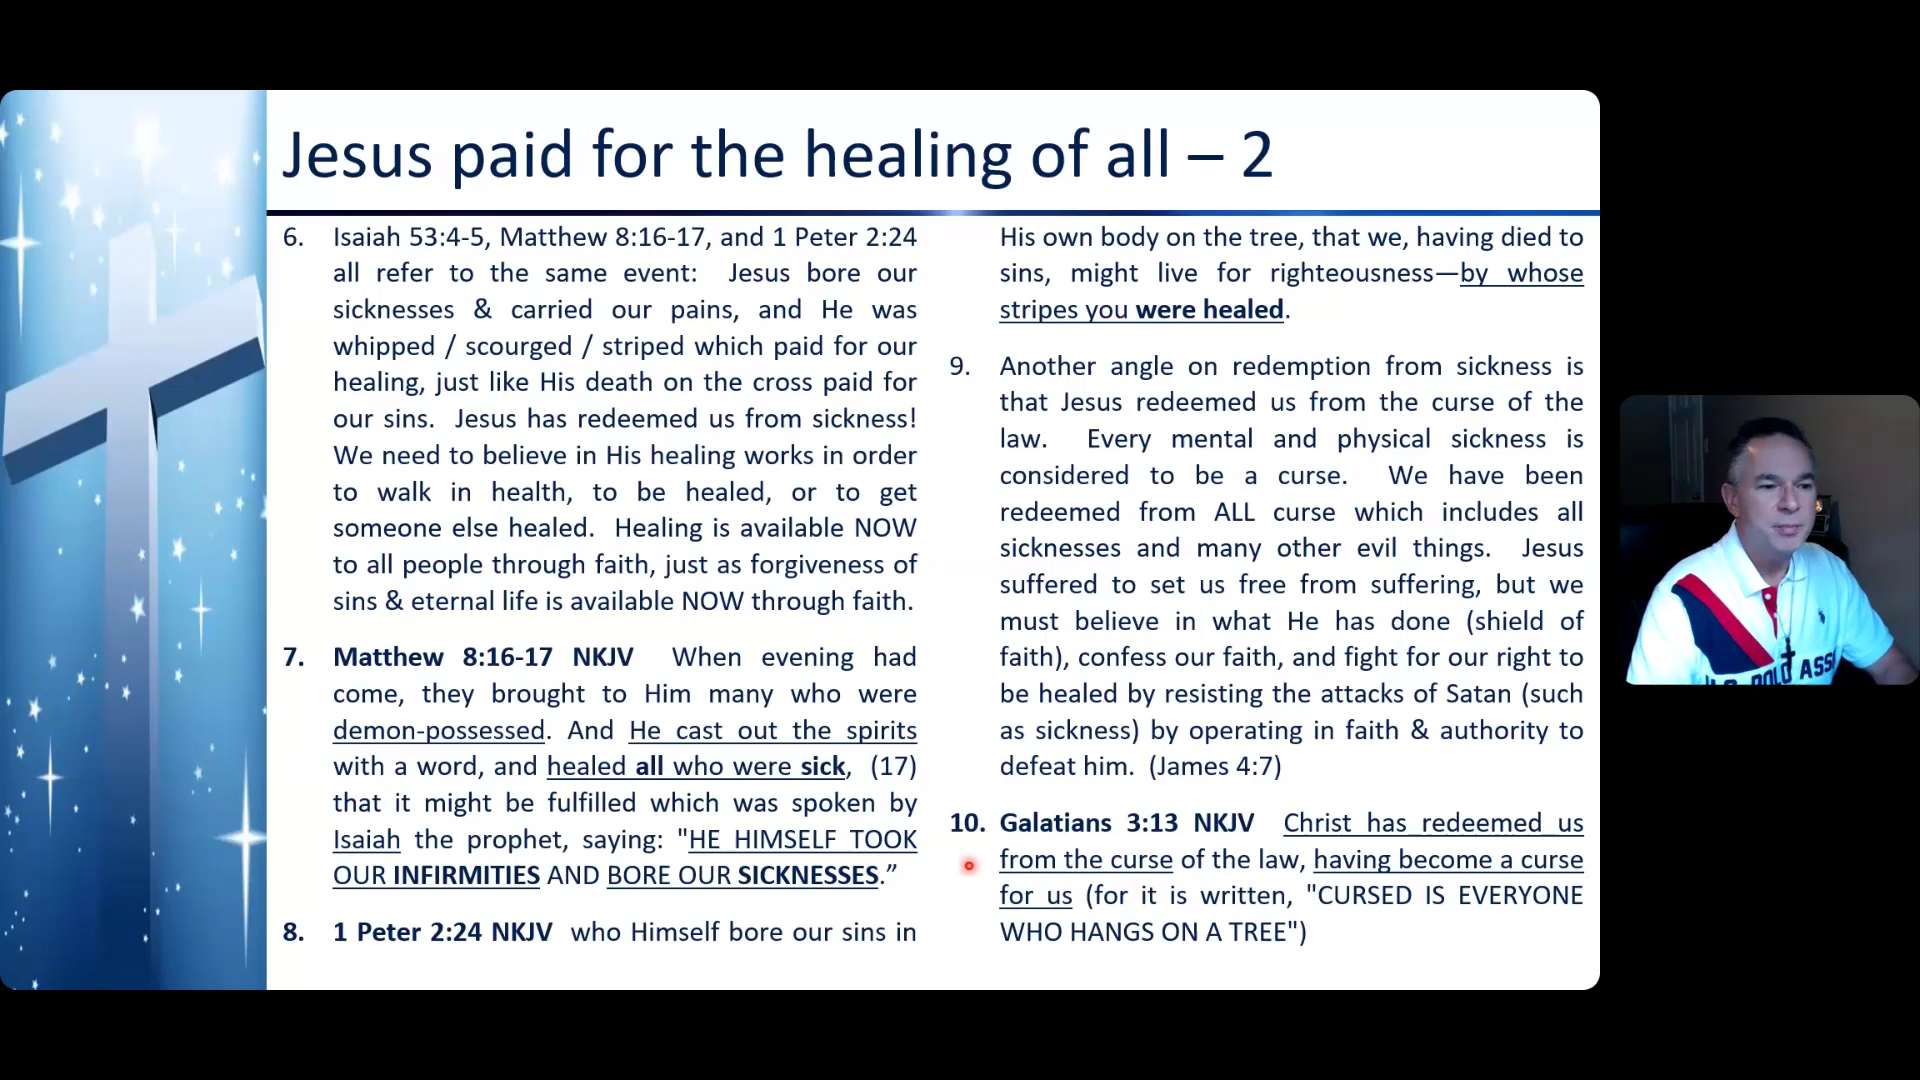 Jesus paid for the healing of all – 2
6. Isaiah 53:4-5, Matthew 8:16-17, and 1 Peter 2:24
all refer to the same event: Jesus bore our
sicknesses & carried our pains, and He was
whipped / scourged / striped which paid for our
healing, just like His death on the cross paid for
our sins. Jesus has redeemed us from sickness!
We need to believe in His healing works in order
to walk in health, to be healed, or to get
someone else healed. Healing is available NOW
to all people through faith, just as forgiveness of
sins & eternal life is available NOW through faith.
7. Matthew 8:16-17 NKJV When evening had
come, they brought to Him many who were
demon-possessed. And He cast out the spirits
with a word, and healed all who were sick, (17)
that it might be fulfilled which was spoken by
Isaiah the prophet, saying: "HE HIMSELF TOOK
OUR INFIRMITIES AND BORE OUR SICKNESSES.”
8. 1 Peter 2:24 NKJV who Himself bore our sins in
His own body on the tree, that we, having died to
sins, might live for righteousness—by whose
stripes you were healed.
9. Another angle on redemption from sickness is
that Jesus redeemed us from the curse of the
law. Every mental and physical sickness is
considered to be a curse. We have been
redeemed from ALL curse which includes all
sicknesses and many other evil things. Jesus
suffered to set us free from suffering, but we
must believe in what He has done (shield of
faith), confess our faith, and fight for our right to
be healed by resisting the attacks of Satan (such
as sickness) by operating in faith & authority to
defeat him. (James 4:7)
10. Galatians 3:13 NKJV Christ has redeemed us
from the curse of the law, having become a curse
for us (for it is written, "CURSED IS EVERYONE
WHO HANGS ON A TREE")
POLO ASS